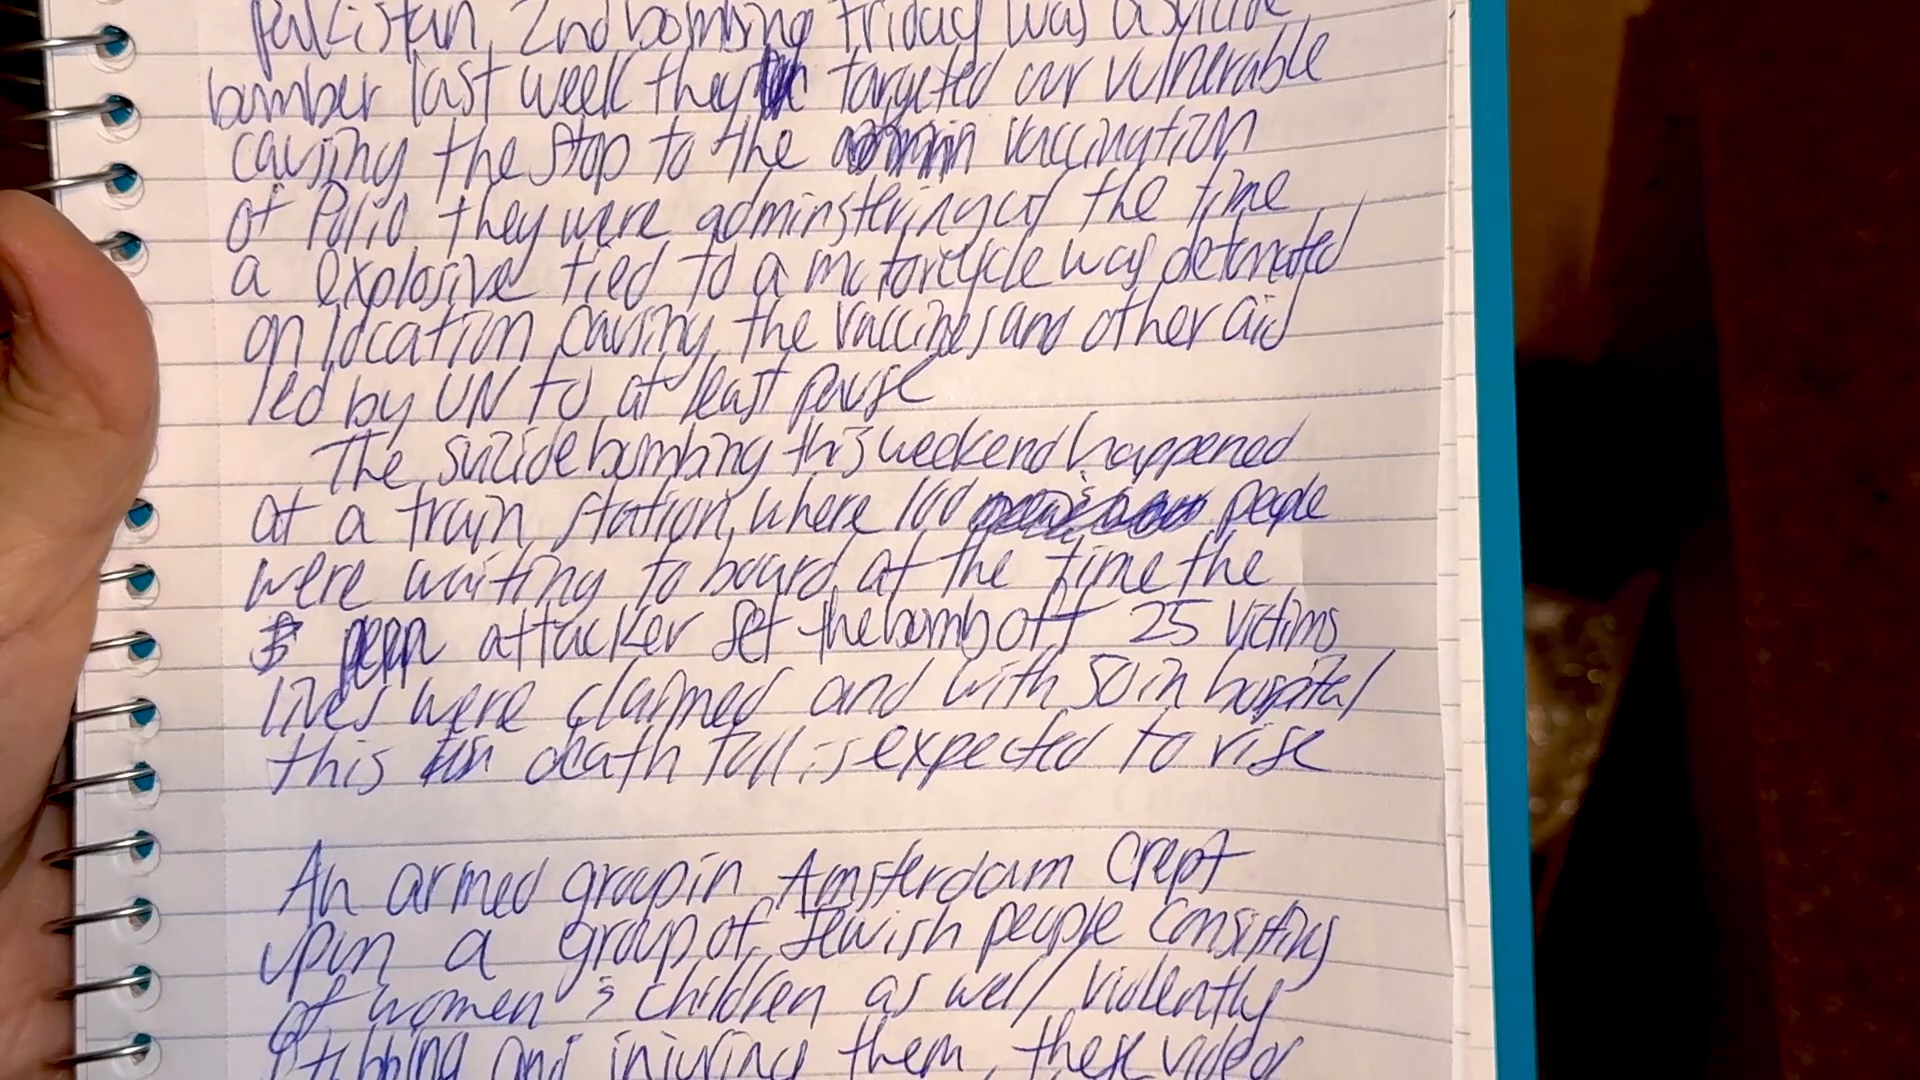 Pakistan, 2nd bombing Friday was a suicide
bomber last week they targeted our vulnerable
causing the stop to the vaccination
of Polio they were adminstering at the time
a explosive tied to a motorcycle was detonated
on location causing the vaccines and other aid
led by UN to at least pause
The suicide bombing this weekend happened
at a train station, where 100 people
were waiting to board at the time the
attacker set the bomb off 25 victims
lives were claimed and with 50 in hospital
this death toll is expected to rise
An armed group in Amsterdam crept
upon a group of Jewish people consisting
of women & children as well violently
stabbing and injuring them, these videos